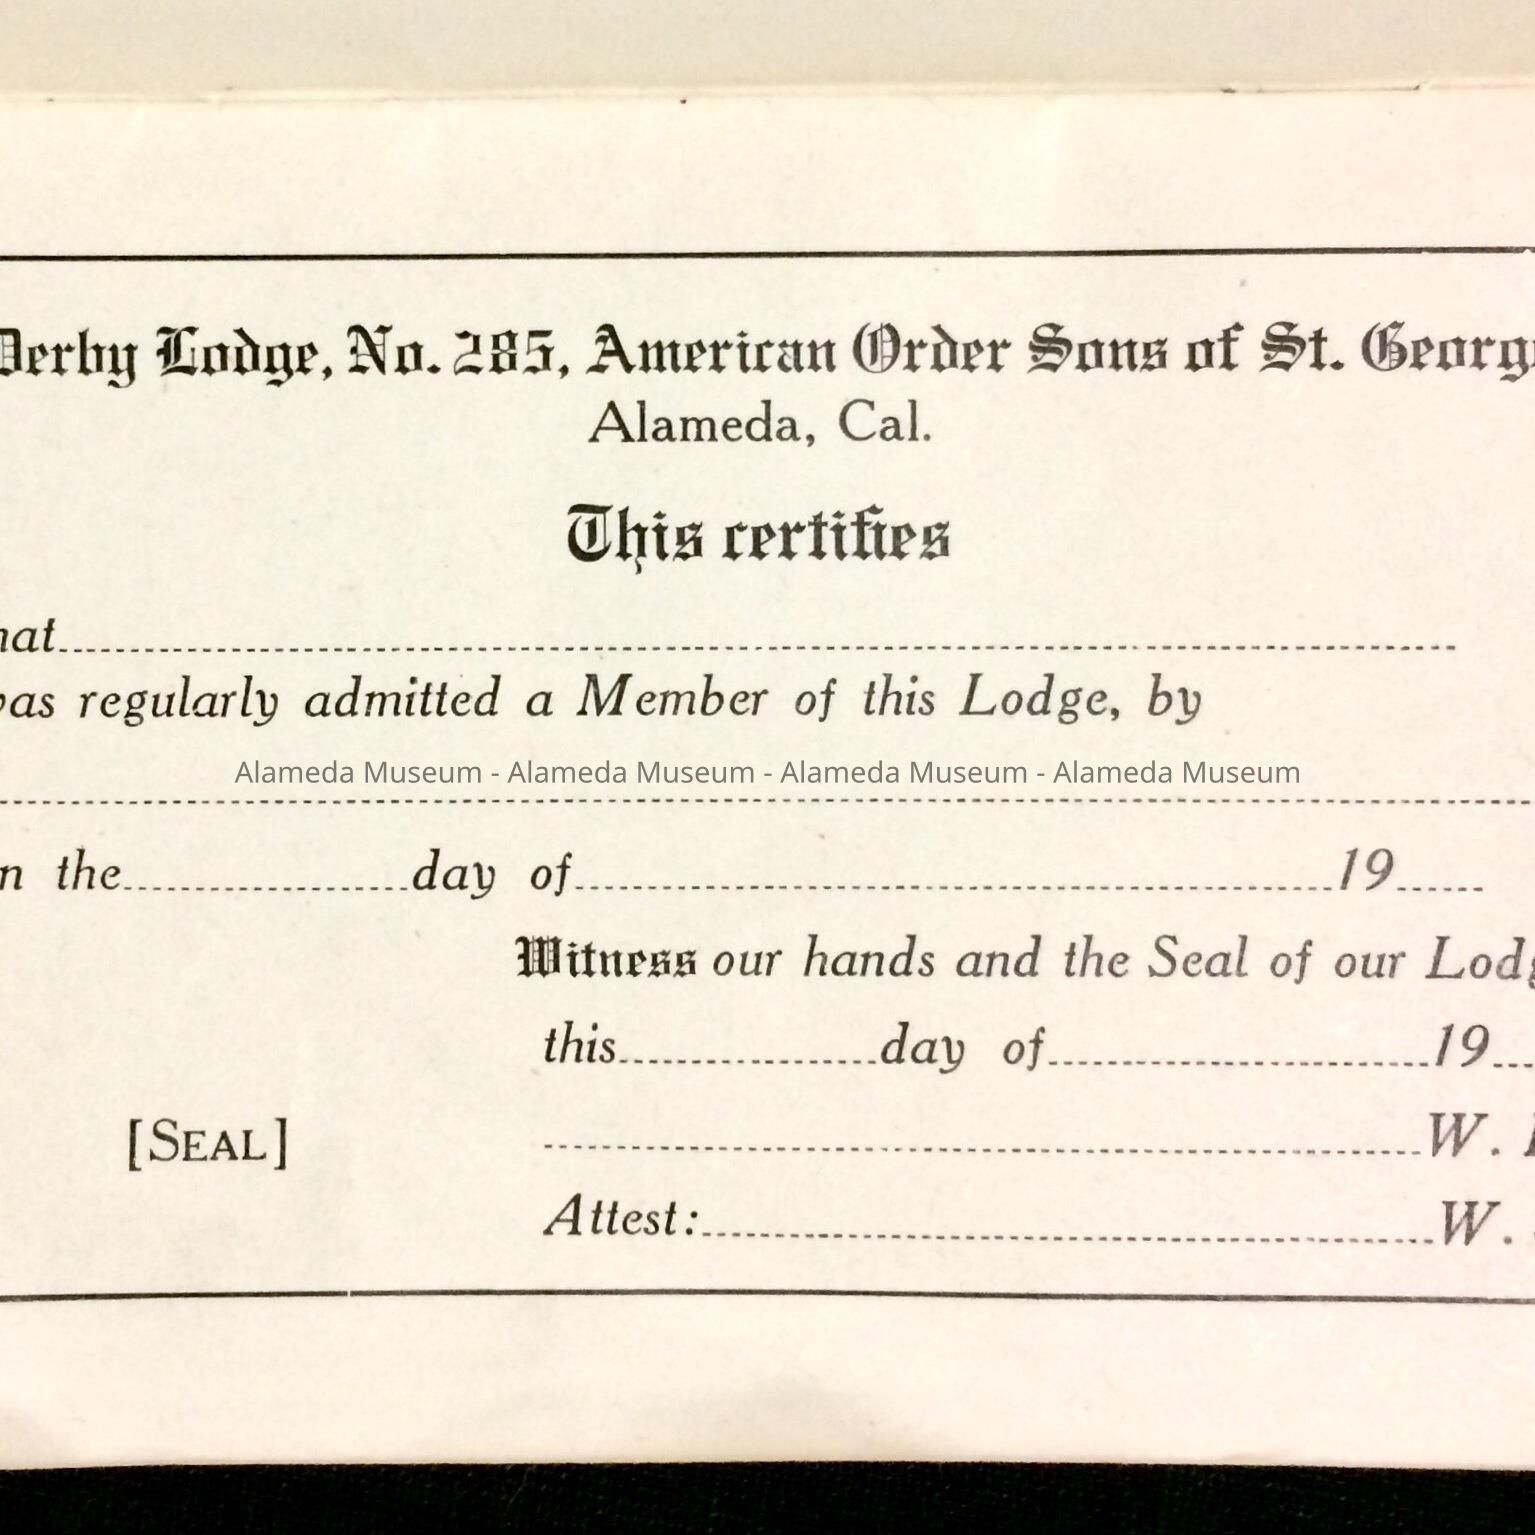 Derby Lodge, No. 285, American Order Sons of St. George
Alameda, Cal.
This certifies
hat
was regularly admitted a Member of this Lodge, by
Alameda Museum - Alameda Museum - Alameda Museum - Alameda Museum
n the day of 19
Witness our hands and the Seal of our Lodg
this day of 19
[SEAL] W.
Attest: W.